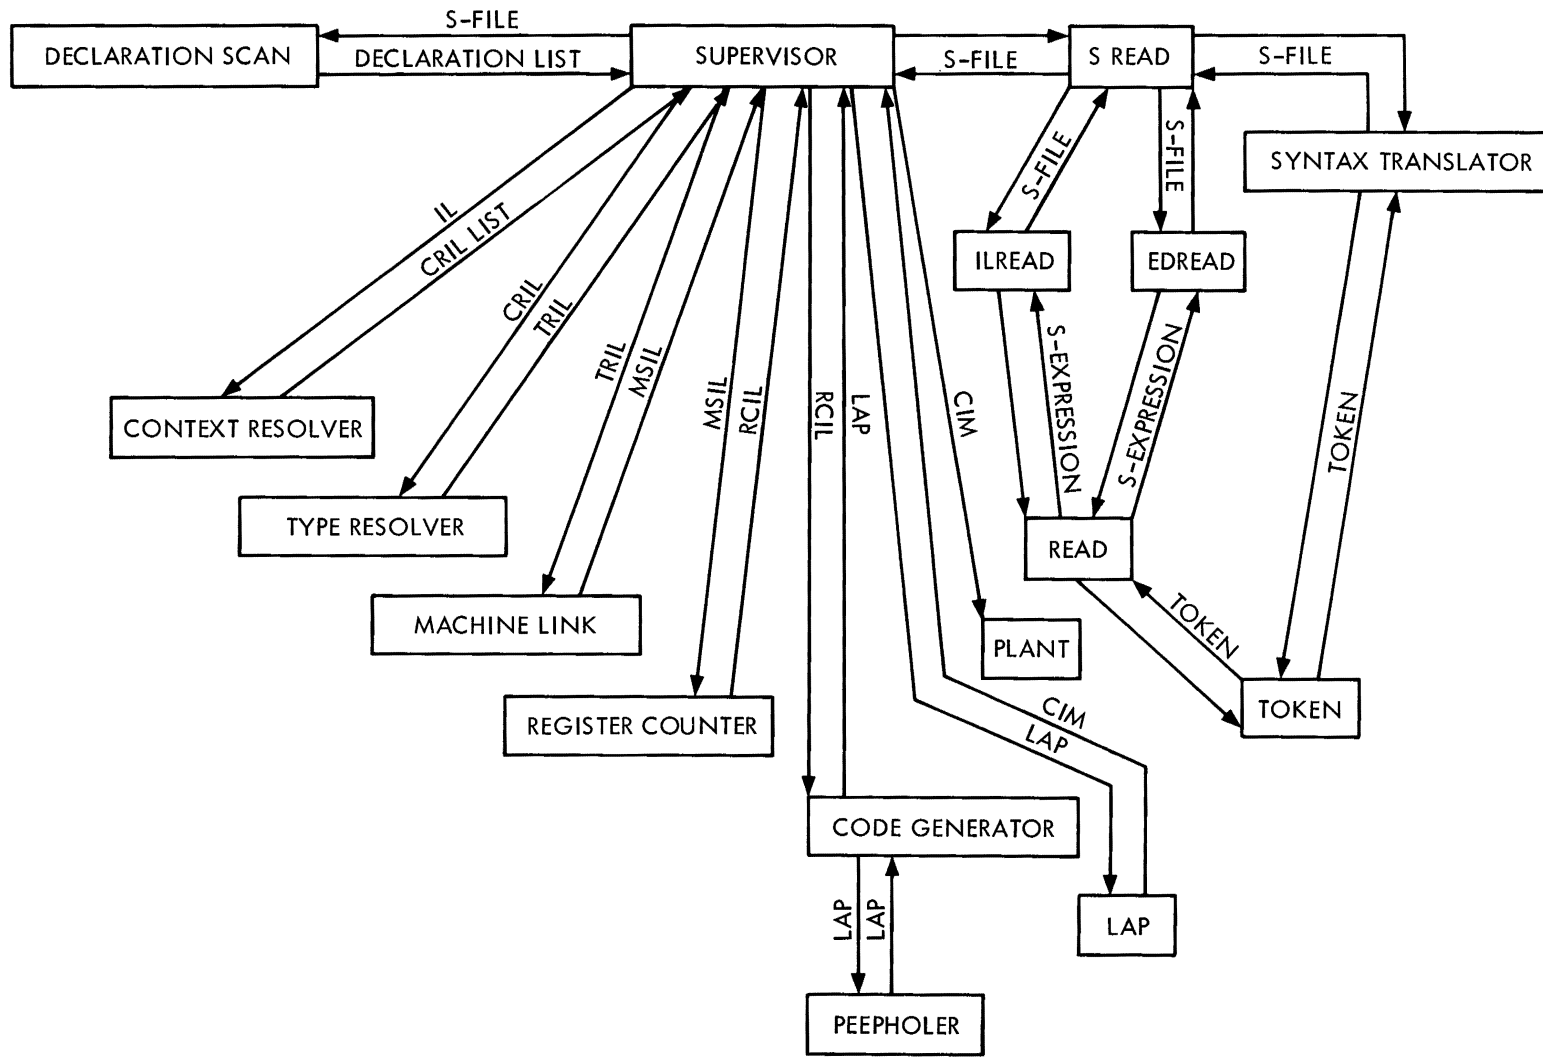 S-FILE
DECLARATION SCAN
DECLARATION LIST
SUPERVISOR
S-FILE
S READ
S-FILE
S-FILE
S-FILE
SYNTAX TRANSLATOR
IL
CRIL LIST
ILREAD
EDREAD
CRIL
TRIL
TRIL
MSIL
MSIL
RCIL
RCIL
LAP
CIM
S-EXPRESSION
S-EXPRESSION
TOKEN
CONTEXT RESOLVER
TYPE RESOLVER
READ
MACHINE LINK
PLANT
TOKEN
REGISTER COUNTER
CIM
LAP
TOKEN
CODE GENERATOR
LAP
LAP
LAP
PEEPHOLER